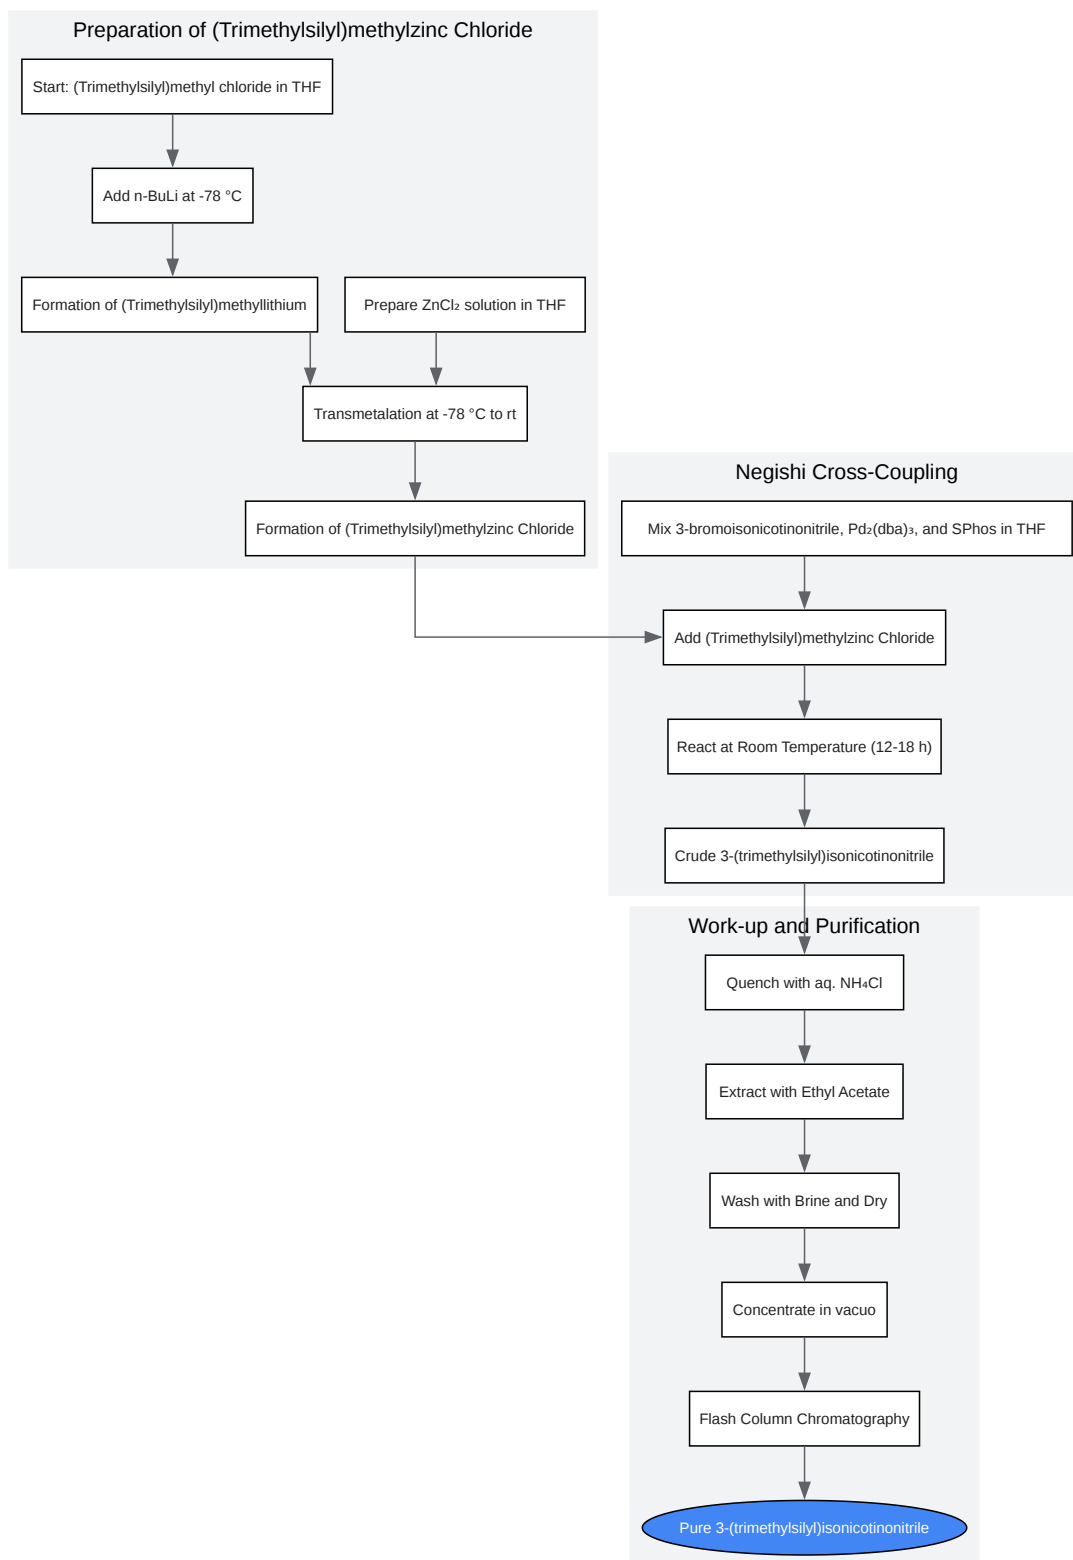 Preparation of (Trimethylsilyl)methylzinc Chloride
Start: (Trimethylsilyl)methyl chloride in THF
Add n-BuLi at -78 °C
Formation of (Trimethylsilyl)methyllithium
Prepare ZnCl₂ solution in THF
Transmetalation at -78 °C to rt
Formation of (Trimethylsilyl)methylzinc Chloride
Negishi Cross-Coupling
Mix 3-bromoisonicotinonitrile, Pd₂(dba)₃, and SPhos in THF
Add (Trimethylsilyl)methylzinc Chloride
React at Room Temperature (12-18 h)
Crude 3-(trimethylsilyl)isonicotinonitrile
Work-up and Purification
Quench with aq. NH₄Cl
Extract with Ethyl Acetate
Wash with Brine and Dry
Concentrate in vacuo
Flash Column Chromatography
Pure 3-(trimethylsilyl)isonicotinonitrile